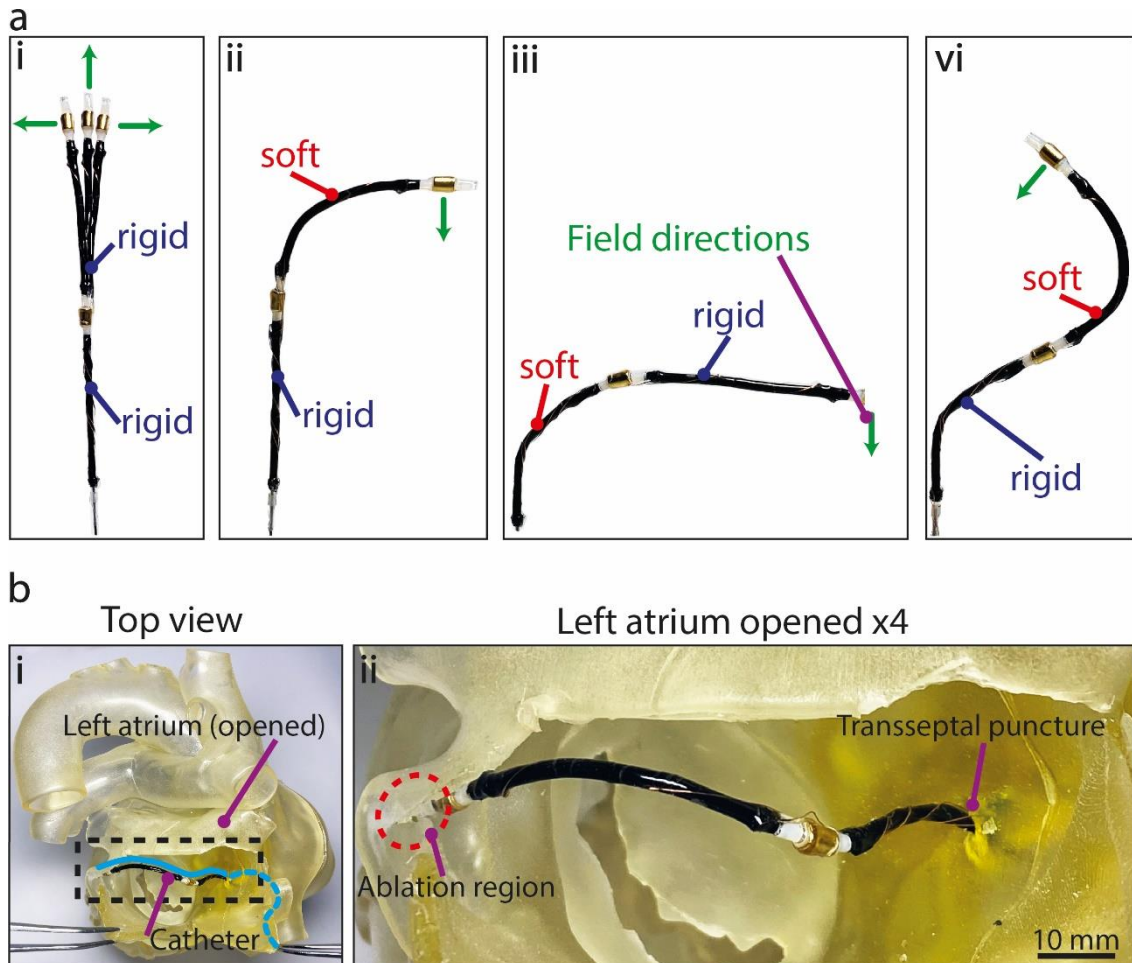 a
i
ii
iii
vi
soft
rigid
rigid
rigid
Field directions
rigid
soft
soft
rigid
b
Top view
Left atrium opened x4
i
Left atrium (opened)
Catheter
ii
Transseptal puncture
Ablation region
10 mm